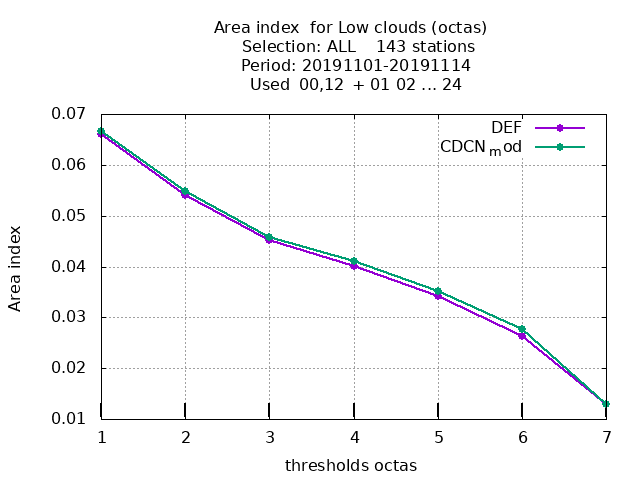 Area index  for Low clouds (octas)
Selection: ALL    143 stations
Period: 20191101-20191114
Used  00,12  + 01 02 ... 24
0.07
0.06
0.05
0.04
0.03
0.02
0.01
Area index
DEF
CDCNmod
1 2 3 4 5 6 7
thresholds octas